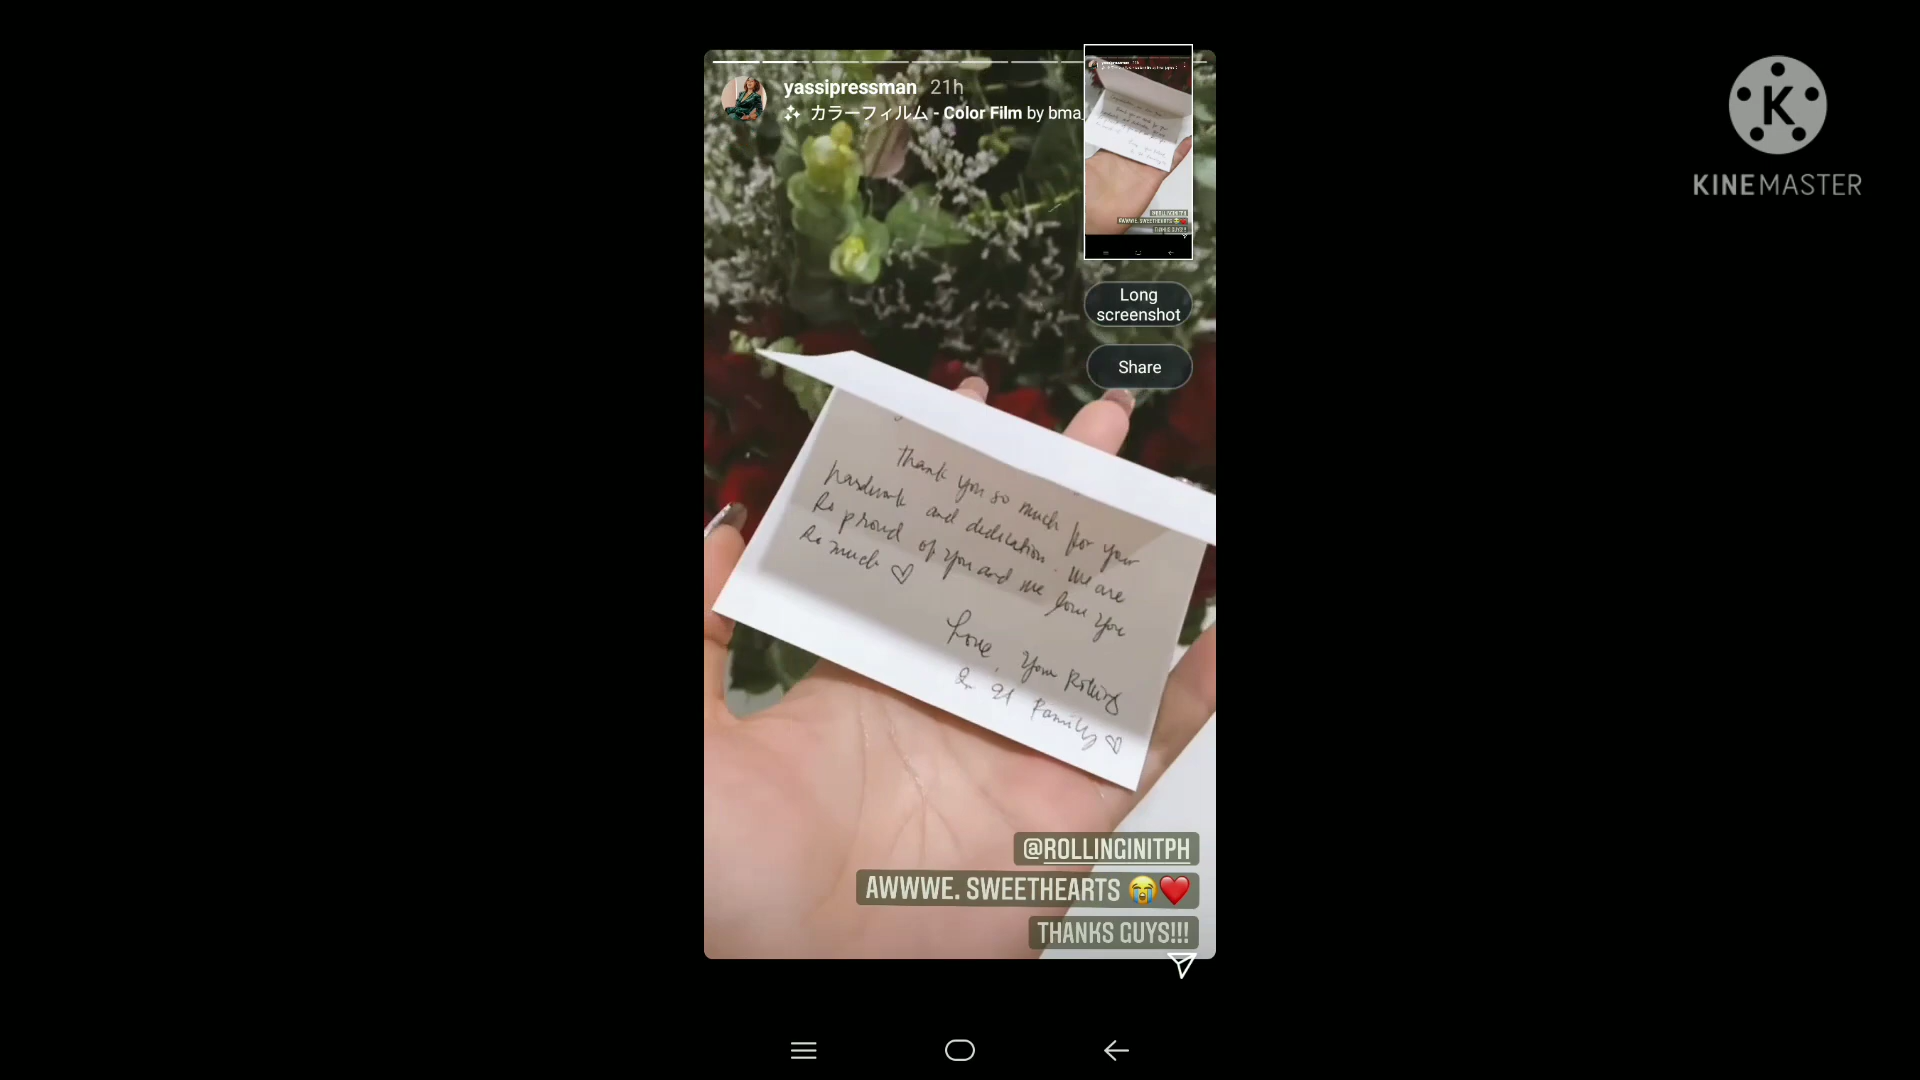 yassipressman 21h
カラーフィルム - Color Film by bma_
Long
screenshot
Share
KINEMASTER
Thank you so much for your
hardwork and dedication. We are
so proud of you and we love you
so much ♡
Love, Your Rolling
In It Family ♡
@ROLLINGINITPH
AWWWE. SWEETHEARTS 😭❤️
THANKS GUYS!!!